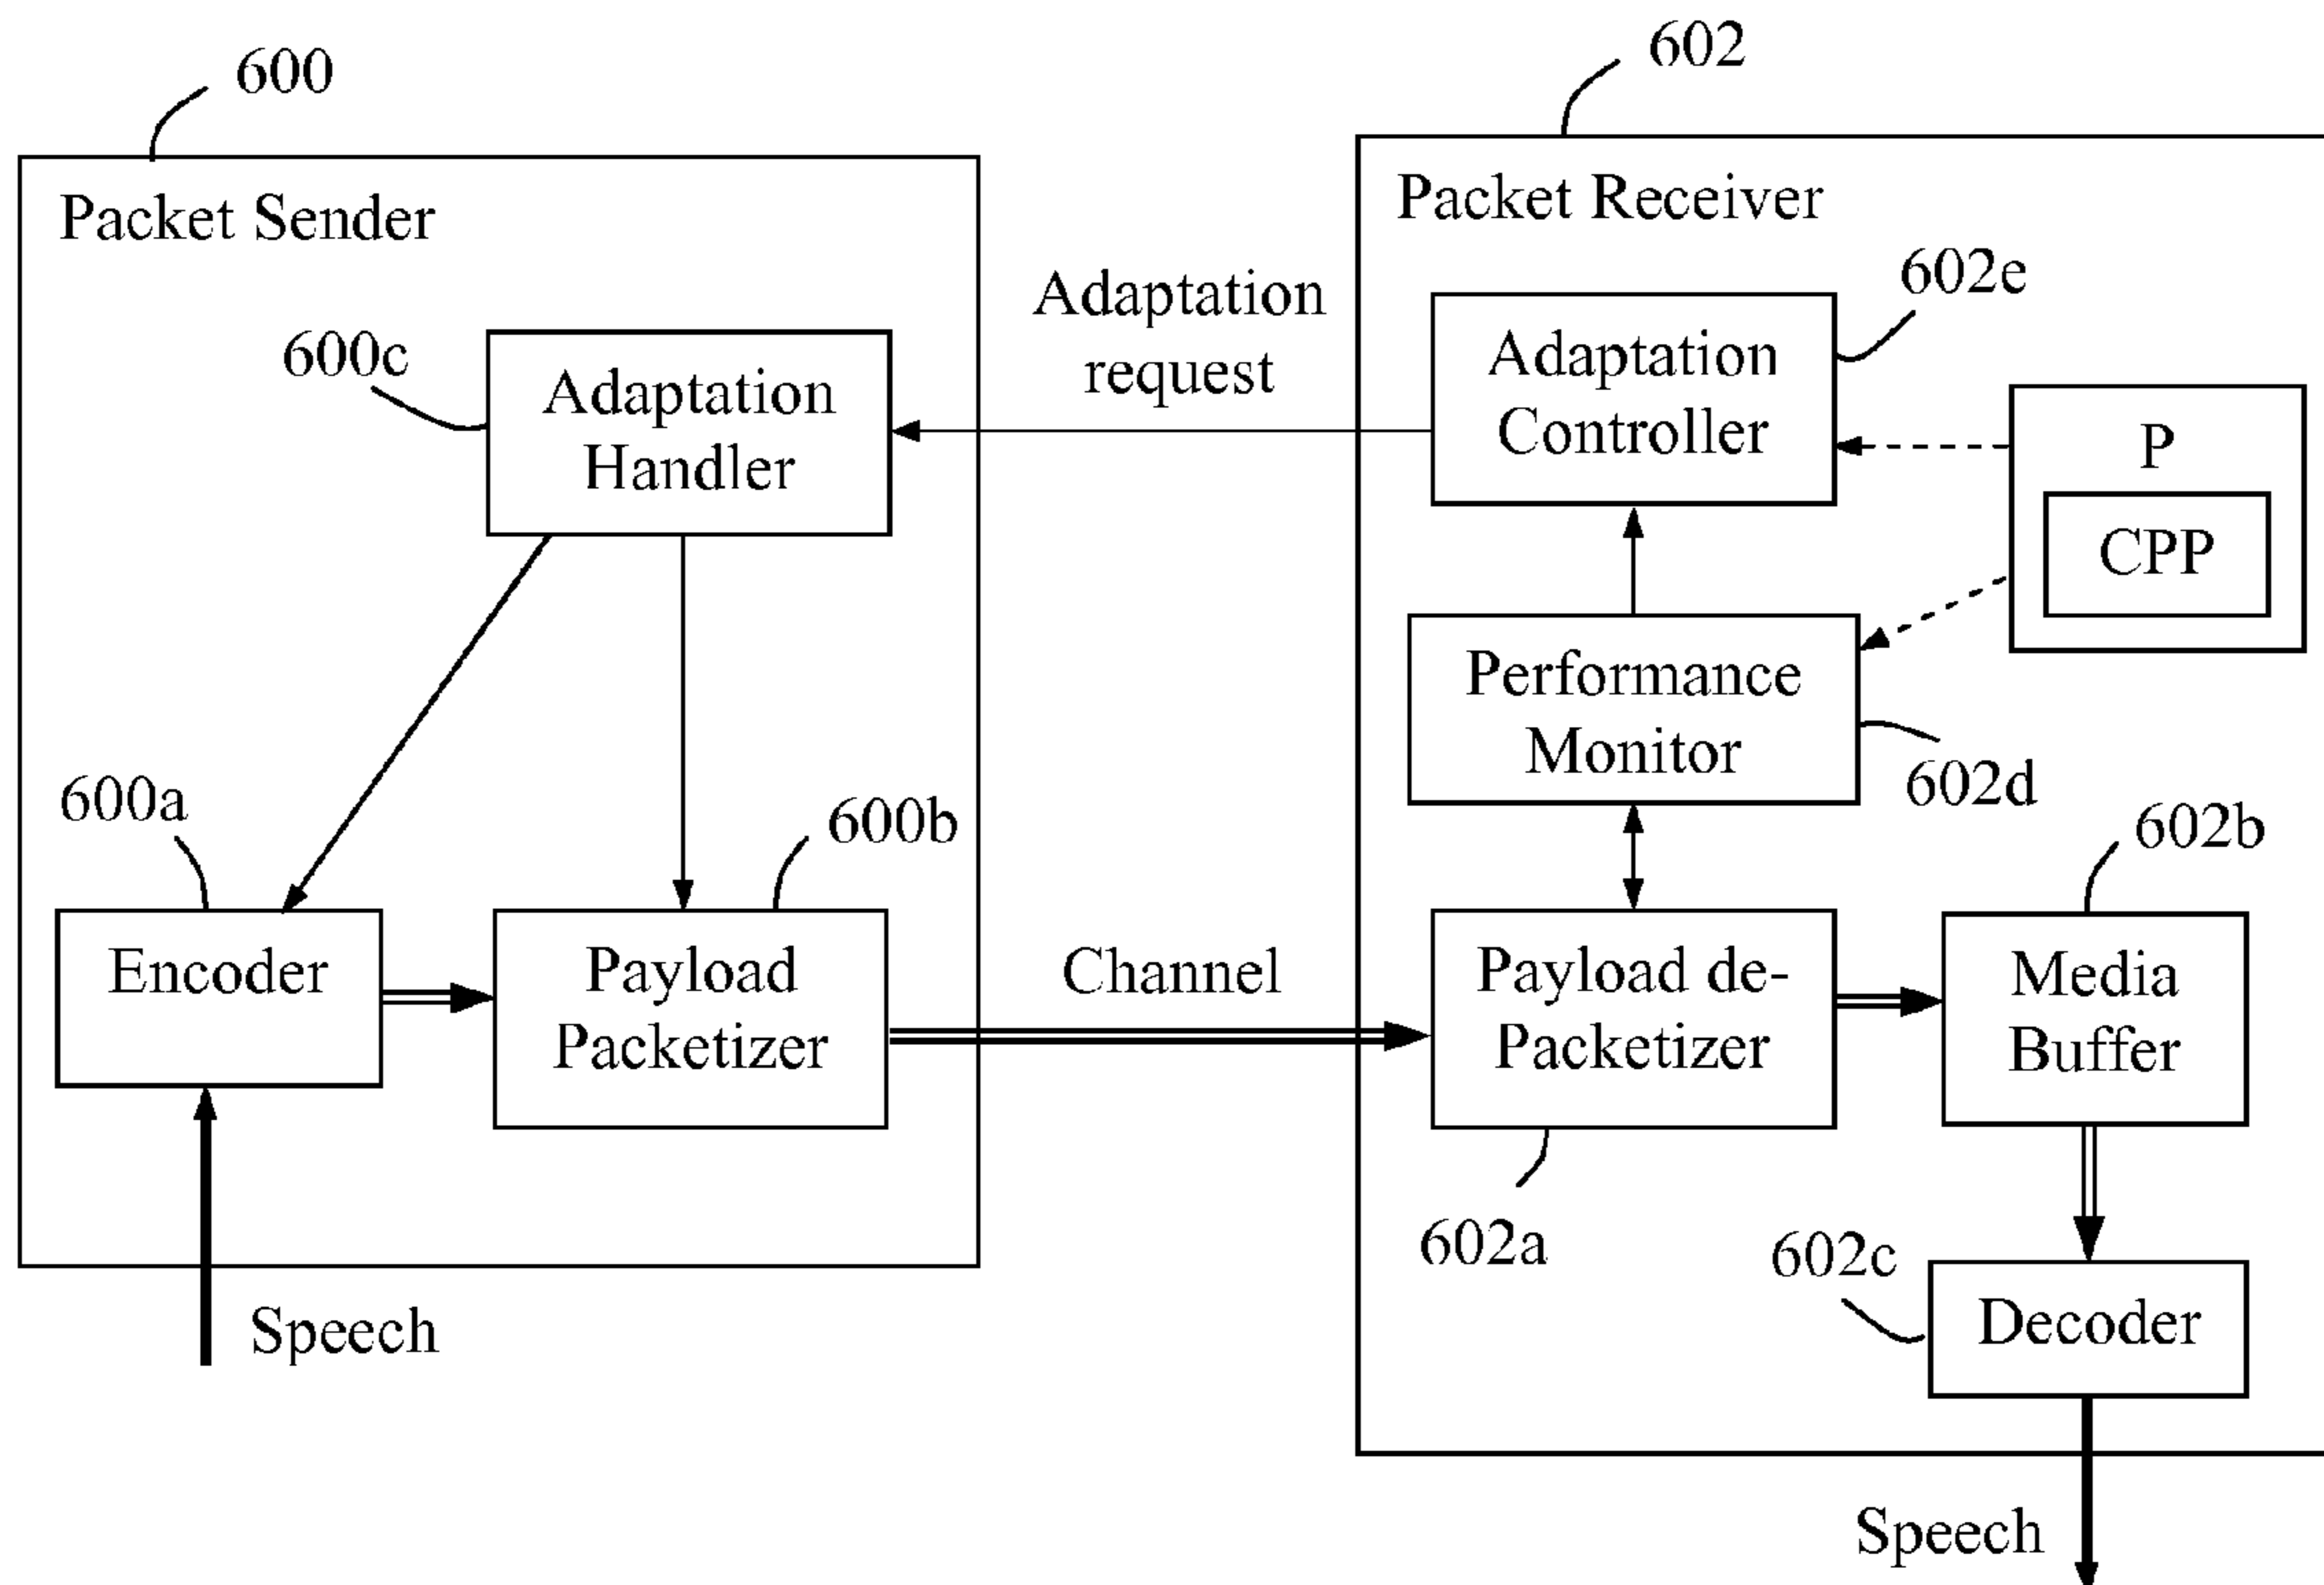 600
602
Packet Sender
Packet Receiver
602e
Adaptation
request
600c
Adaptation
Handler
Adaptation
Controller
P
CPP
Performance
Monitor
602d
600a
600b
602b
Encoder
Payload
Packetizer
Channel
Payload de-
Packetizer
Media
Buffer
602a
602c
Decoder
Speech
Speech